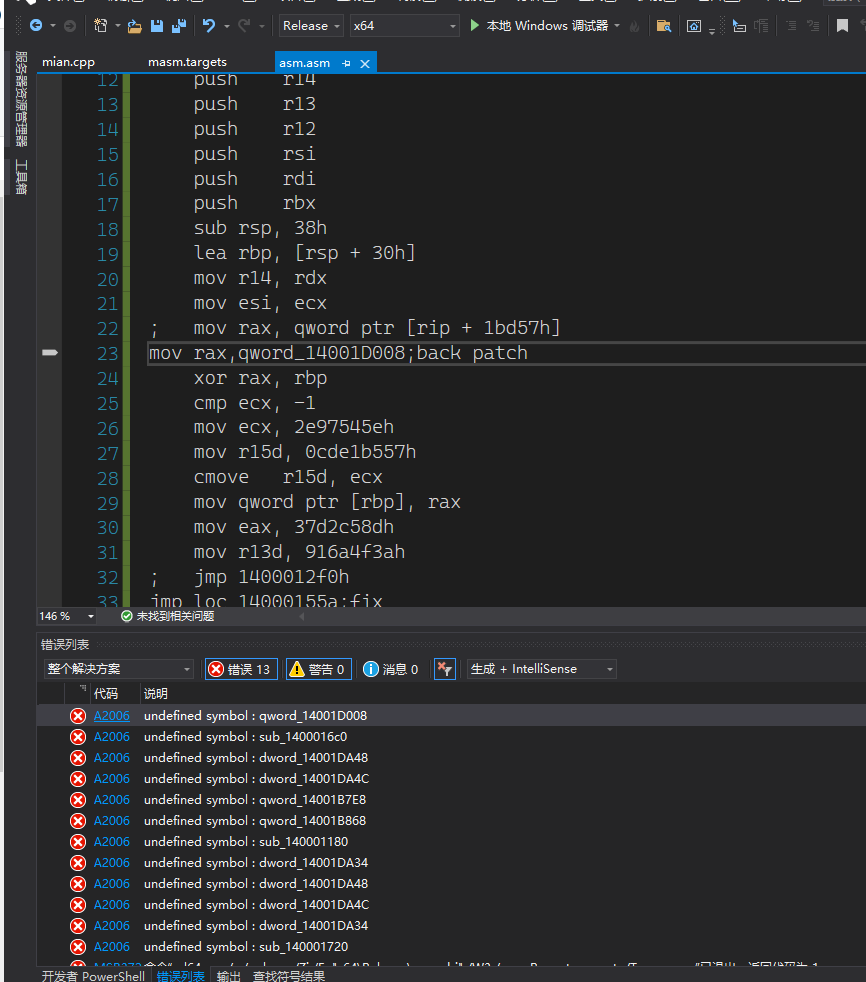 Release x64 本地 Windows 调试器
服务器资源管理器
工具箱
mian.cpp masm.targets asm.asm
12 push r14
13 push r13
14 push r12
15 push rsi
16 push rdi
17 push rbx
18 sub rsp, 38h
19 lea rbp, [rsp + 30h]
20 mov r14, rdx
21 mov esi, ecx
22 ; mov rax, qword ptr [rip + 1bd57h]
23 mov rax,qword_14001D008;back patch
24 xor rax, rbp
25 cmp ecx, -1
26 mov ecx, 2e97545eh
27 mov r15d, 0cde1b557h
28 cmove r15d, ecx
29 mov qword ptr [rbp], rax
30 mov eax, 37d2c58dh
31 mov r13d, 916a4f3ah
32 ; jmp 1400012f0h
33 jmp loc_14000155a;fix
146 % 未找到相关问题
错误列表
整个解决方案 错误 13 警告 0 消息 0 生成 + IntelliSense
代码 说明
A2006 undefined symbol : qword_14001D008
A2006 undefined symbol : sub_1400016c0
A2006 undefined symbol : dword_14001DA48
A2006 undefined symbol : dword_14001DA4C
A2006 undefined symbol : qword_14001B7E8
A2006 undefined symbol : qword_14001B868
A2006 undefined symbol : sub_140001180
A2006 undefined symbol : dword_14001DA34
A2006 undefined symbol : dword_14001DA48
A2006 undefined symbol : dword_14001DA4C
A2006 undefined symbol : dword_14001DA34
A2006 undefined symbol : sub_140001720
开发者 PowerShell 错误列表 输出 查找符号结果